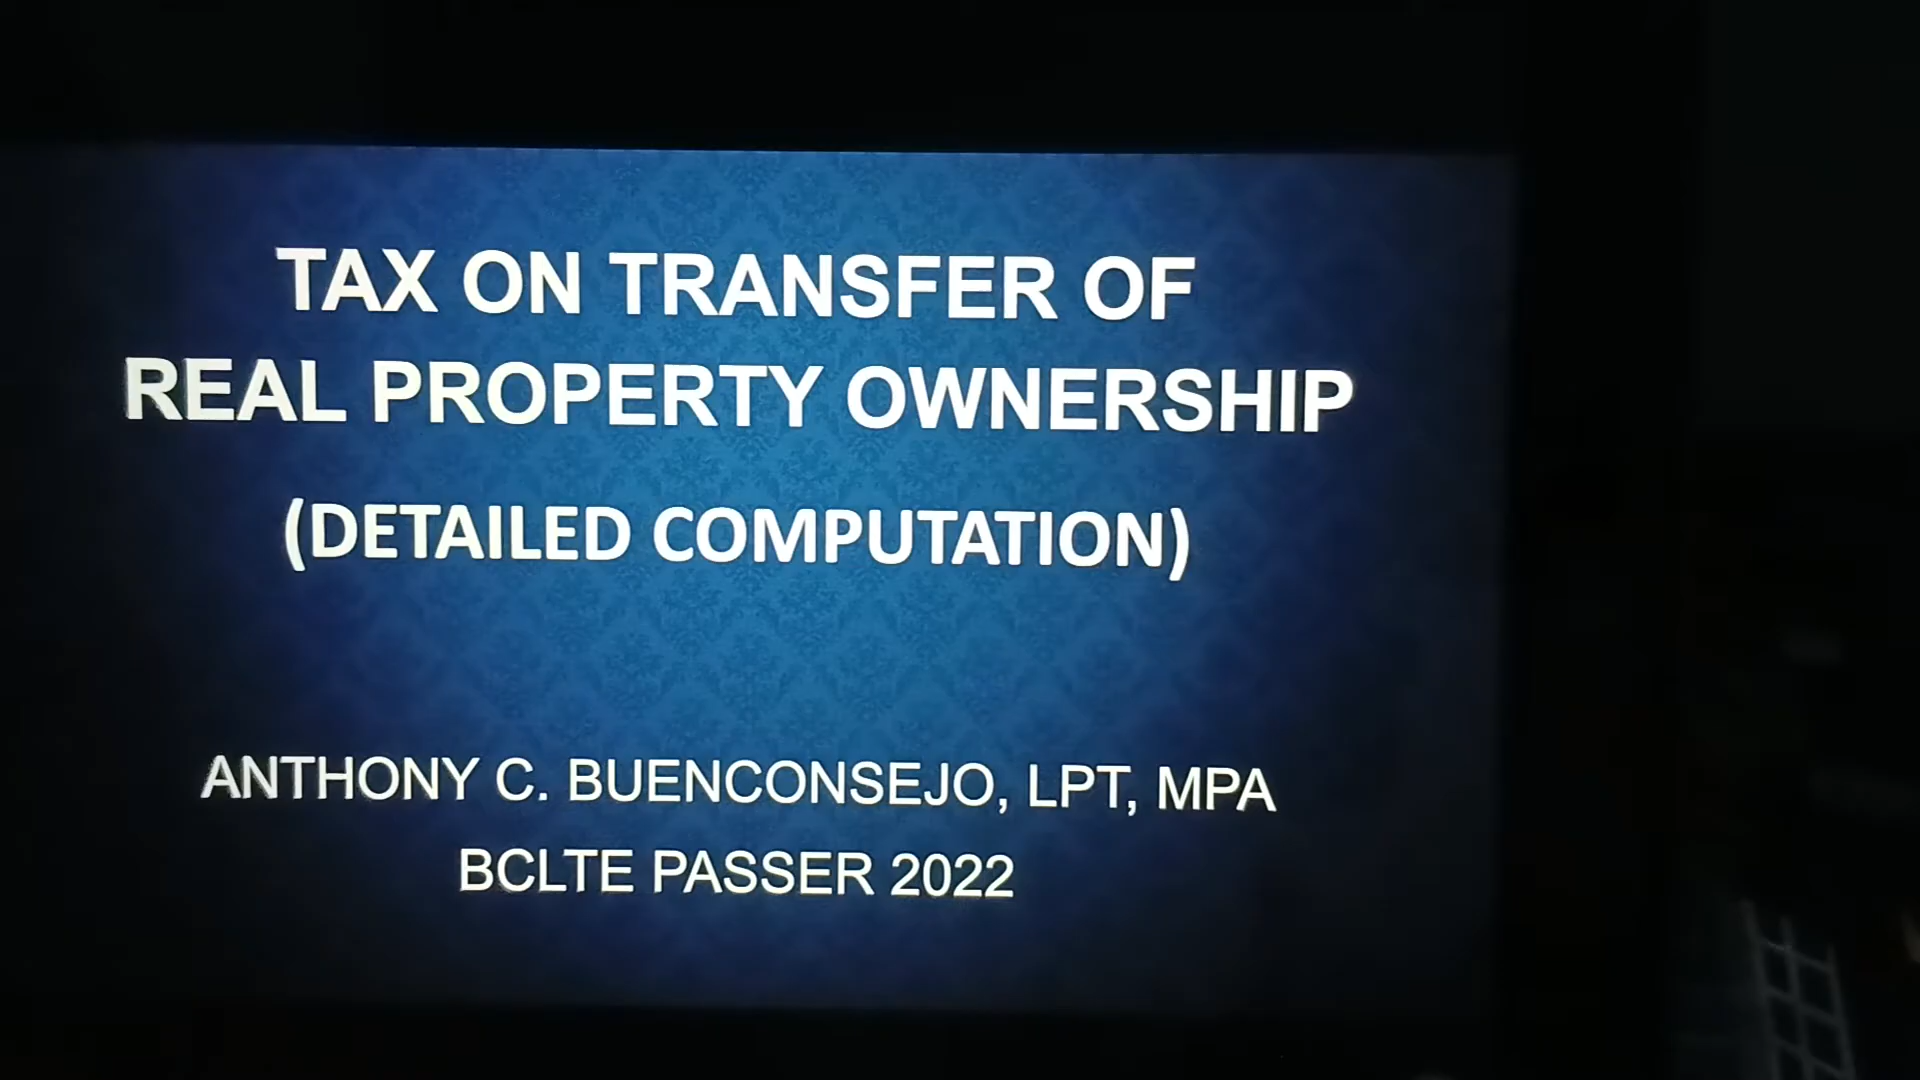 TAX ON TRANSFER OF
REAL PROPERTY OWNERSHIP
(DETAILED COMPUTATION)
ANTHONY C. BUENCONSEJO, LPT, MPA
BCLTE PASSER 2022